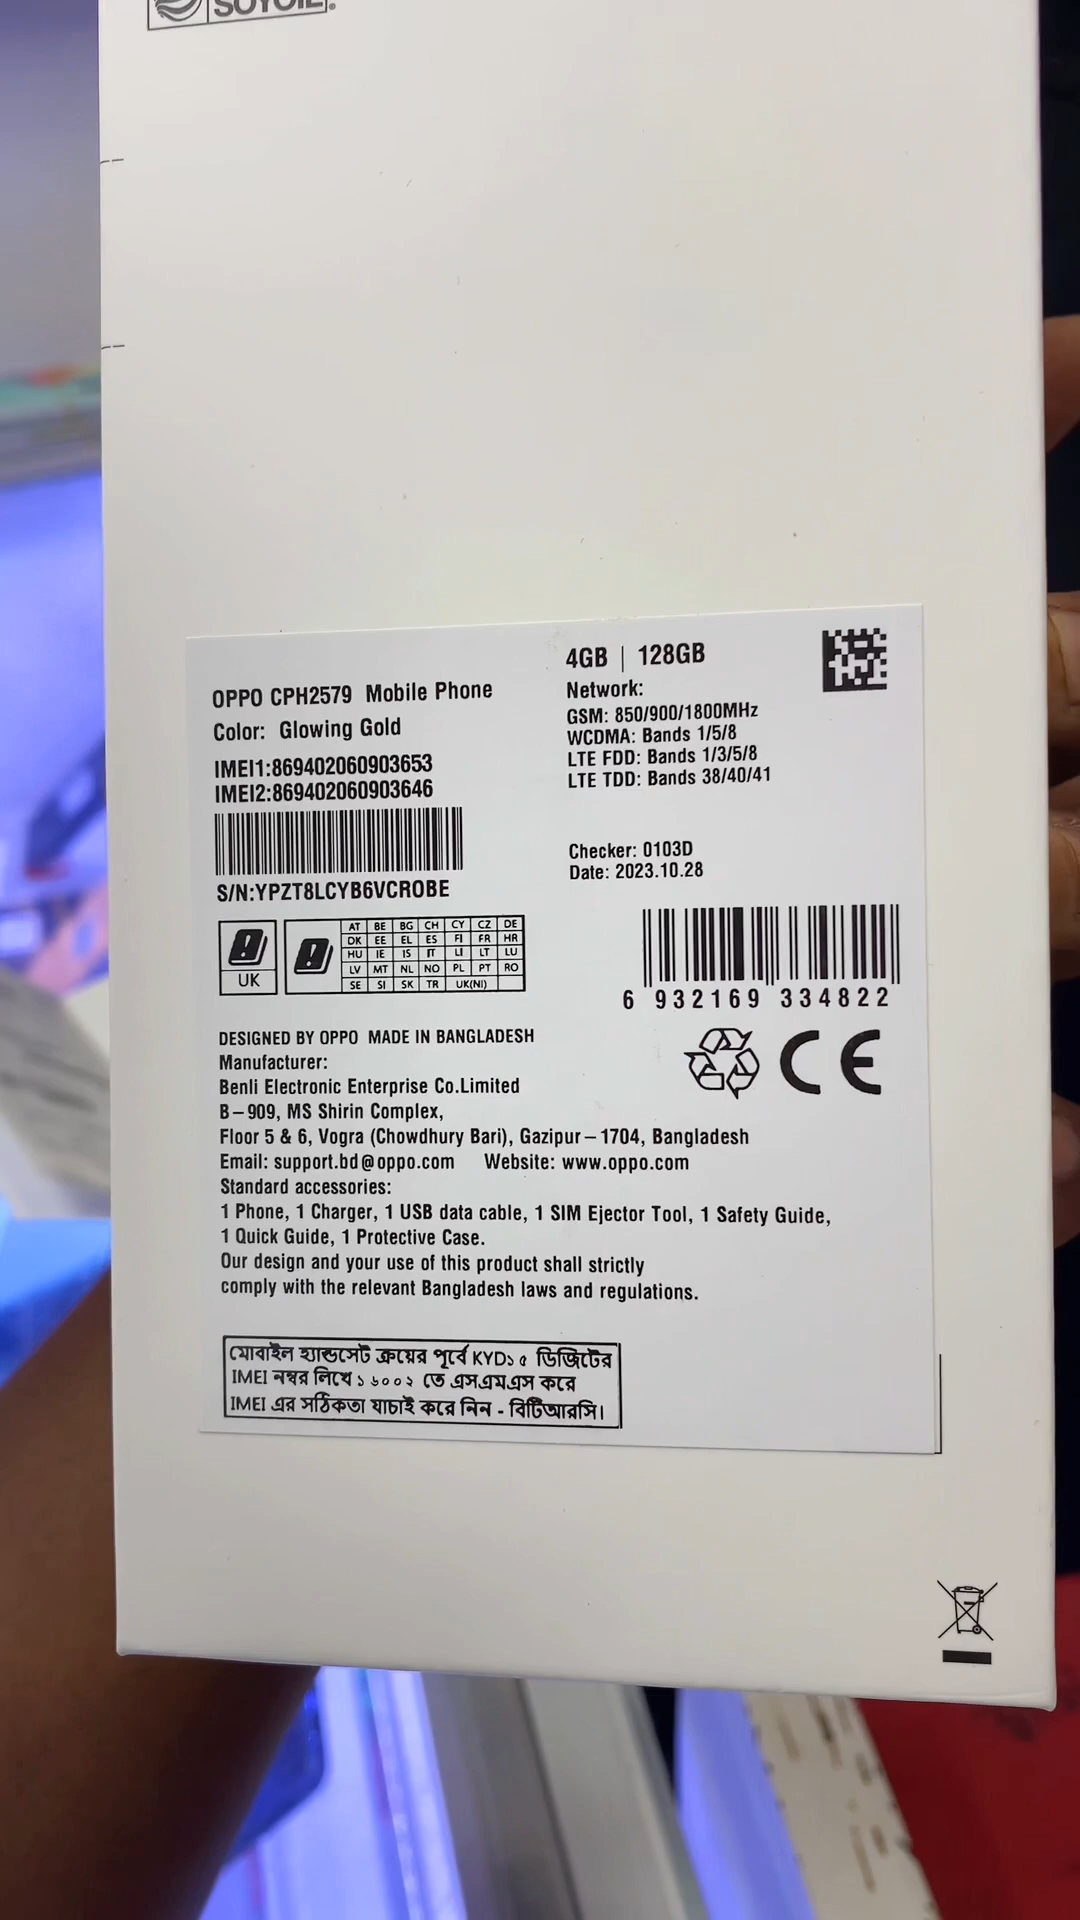 SOYOIL.
4GB | 128GB
OPPO CPH2579 Mobile Phone
Color: Glowing Gold
IMEI1:869402060903653
IMEI2:869402060903646
S/N:YPZT8LCYB6VCROBE
Network:
GSM: 850/900/1800MHz
WCDMA: Bands 1/5/8
LTE FDD: Bands 1/3/5/8
LTE TDD: Bands 38/40/41
Checker: 0103D
Date: 2023.10.28
UK
AT BE BG CH CY CZ DE
DK EE EL ES FI FR HR
HU IE IS IT LI LT LU
LV MT NL NO PL PT RO
SE SI SK TR UK(NI)
6 932169 334822
DESIGNED BY OPPO MADE IN BANGLADESH
CE
Manufacturer:
Benli Electronic Enterprise Co.Limited
B-909, MS Shirin Complex,
Floor 5 & 6, Vogra (Chowdhury Bari), Gazipur-1704, Bangladesh
Email: support.bd@oppo.com Website: www.oppo.com
Standard accessories:
1 Phone, 1 Charger, 1 USB data cable, 1 SIM Ejector Tool, 1 Safety Guide,
1 Quick Guide, 1 Protective Case.
Our design and your use of this product shall strictly
comply with the relevant Bangladesh laws and regulations.
মোবাইল হ্যান্ডসেট ক্রয়ের পূর্বে KYD১৫ ডিজিটের
IMEI নম্বর লিখে ১৬০০২ তে এসএমএস করে
IMEI এর সঠিকতা যাচাই করে নিন - বিটিআরসি।